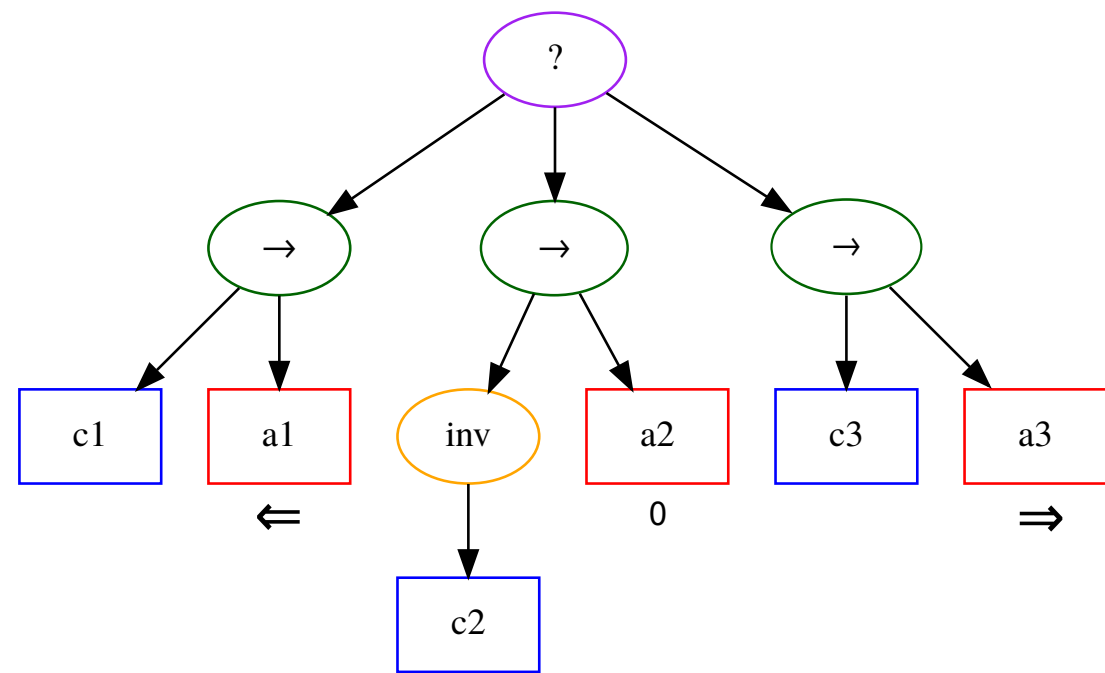 ?
→ → →
c1 a1 inv a2 c3 a3
⇐ 0 ⇒
c2